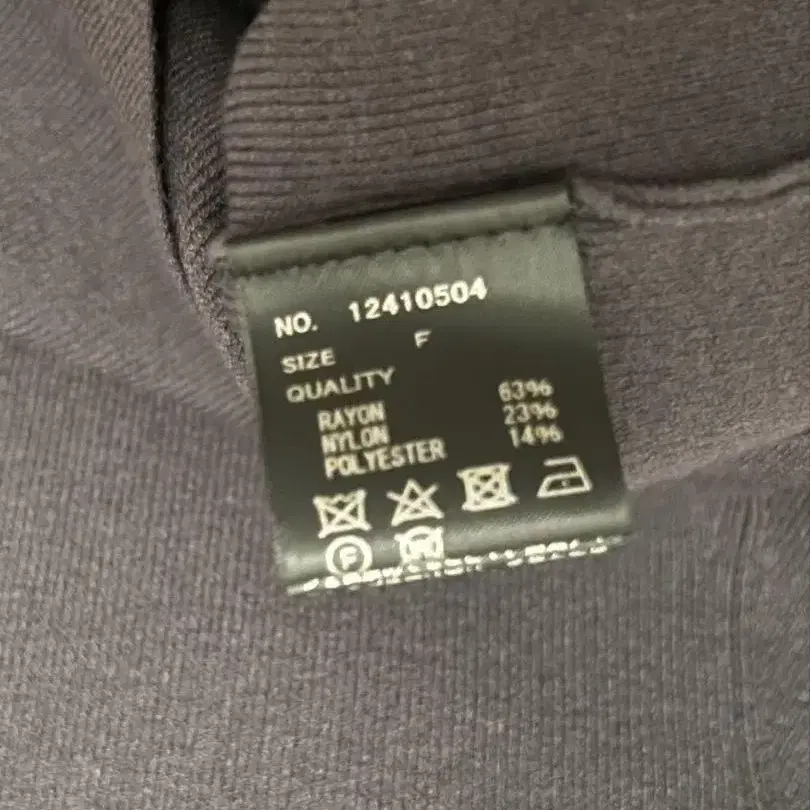 NO. 12410504
SIZE F
QUALITY
RAYON 63%
NYLON 23%
POLYESTER 14%
F W